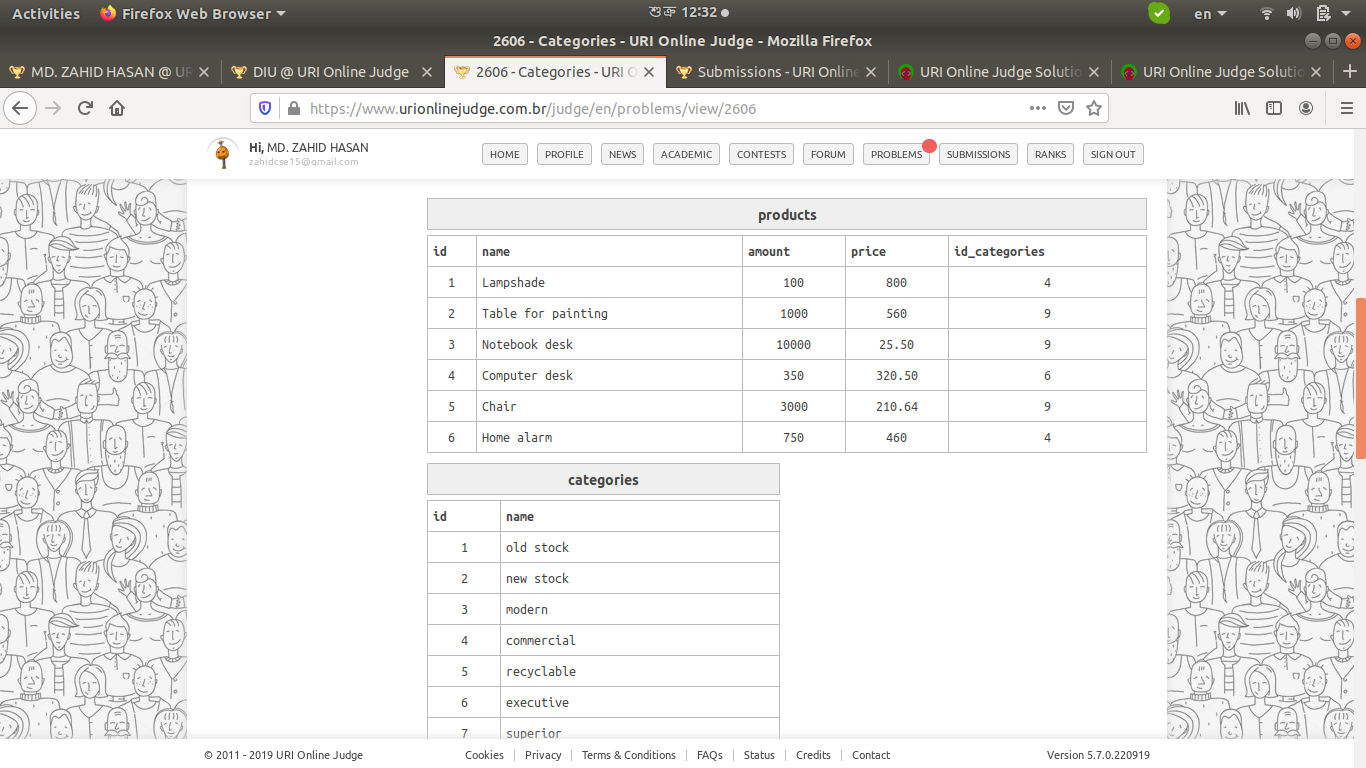 Activities Firefox Web Browser শুক্র 12:32 en
2606 - Categories - URI Online Judge - Mozilla Firefox
MD. ZAHID HASAN @ UR DIU @ URI Online Judge 2606 - Categories - URI O Submissions - URI Online URI Online Judge Solutio URI Online Judge Solutio
https://www.urionlinejudge.com.br/judge/en/problems/view/2606
Hi, MD. ZAHID HASAN
zahidcse15@gmail.com
HOME PROFILE NEWS ACADEMIC CONTESTS FORUM PROBLEMS SUBMISSIONS RANKS SIGN OUT
products
id name amount price id_categories
1 Lampshade 100 800 4
2 Table for painting 1000 560 9
3 Notebook desk 10000 25.50 9
4 Computer desk 350 320.50 6
5 Chair 3000 210.64 9
6 Home alarm 750 460 4
categories
id name
1 old stock
2 new stock
3 modern
4 commercial
5 recyclable
6 executive
7 superior
© 2011 - 2019 URI Online Judge Cookies | Privacy | Terms & Conditions | FAQs | Status | Credits | Contact Version 5.7.0.220919